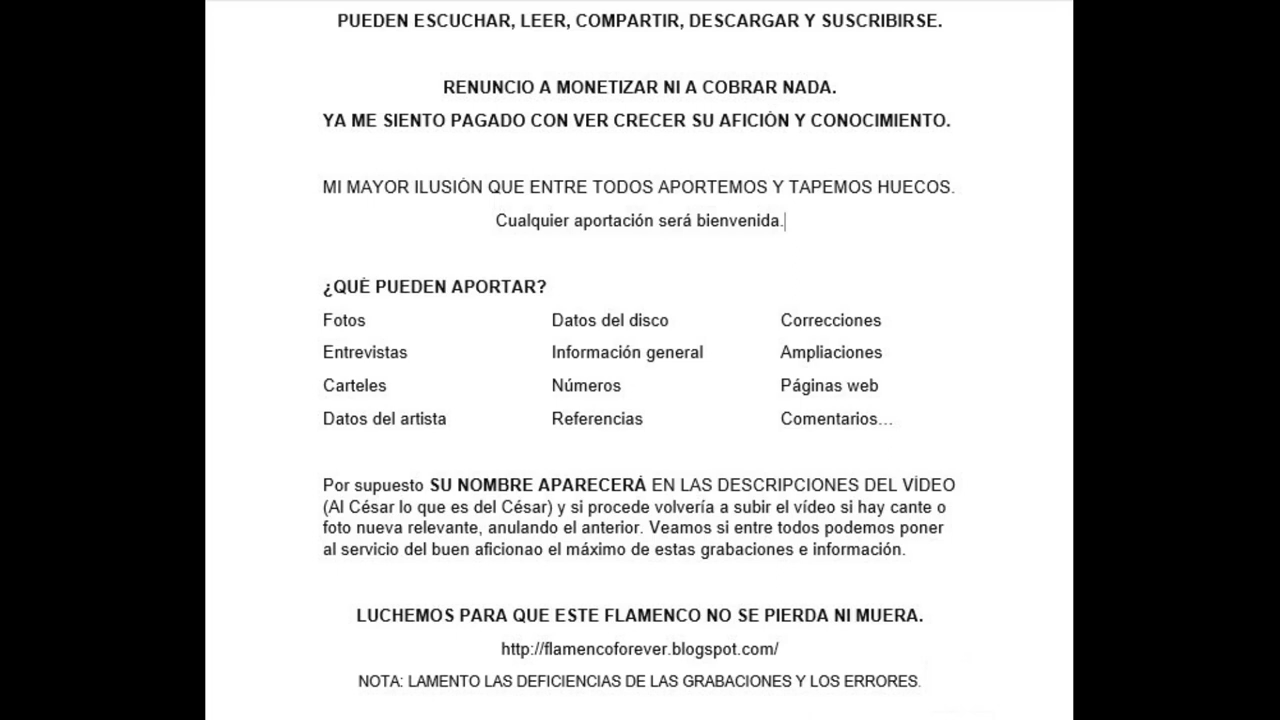 PUEDEN ESCUCHAR, LEER, COMPARTIR, DESCARGAR Y SUSCRIBIRSE.
RENUNCIO A MONETIZAR NI A COBRAR NADA.
YA ME SIENTO PAGADO CON VER CRECER SU AFICIÓN Y CONOCIMIENTO.
MI MAYOR ILUSIÓN QUE ENTRE TODOS APORTEMOS Y TAPEMOS HUECOS.
Cualquier aportación será bienvenida.
¿QUÉ PUEDEN APORTAR?
Fotos Datos del disco Correcciones
Entrevistas Información general Ampliaciones
Carteles Números Páginas web
Datos del artista Referencias Comentarios...
Por supuesto SU NOMBRE APARECERÁ EN LAS DESCRIPCIONES DEL VÍDEO
(Al César lo que es del César) y si procede volvería a subir el vídeo si hay cante o
foto nueva relevante, anulando el anterior. Veamos si entre todos podemos poner
al servicio del buen aficionao el máximo de estas grabaciones e información.
LUCHEMOS PARA QUE ESTE FLAMENCO NO SE PIERDA NI MUERA.
http://flamencoforever.blogspot.com/
NOTA: LAMENTO LAS DEFICIENCIAS DE LAS GRABACIONES Y LOS ERRORES.